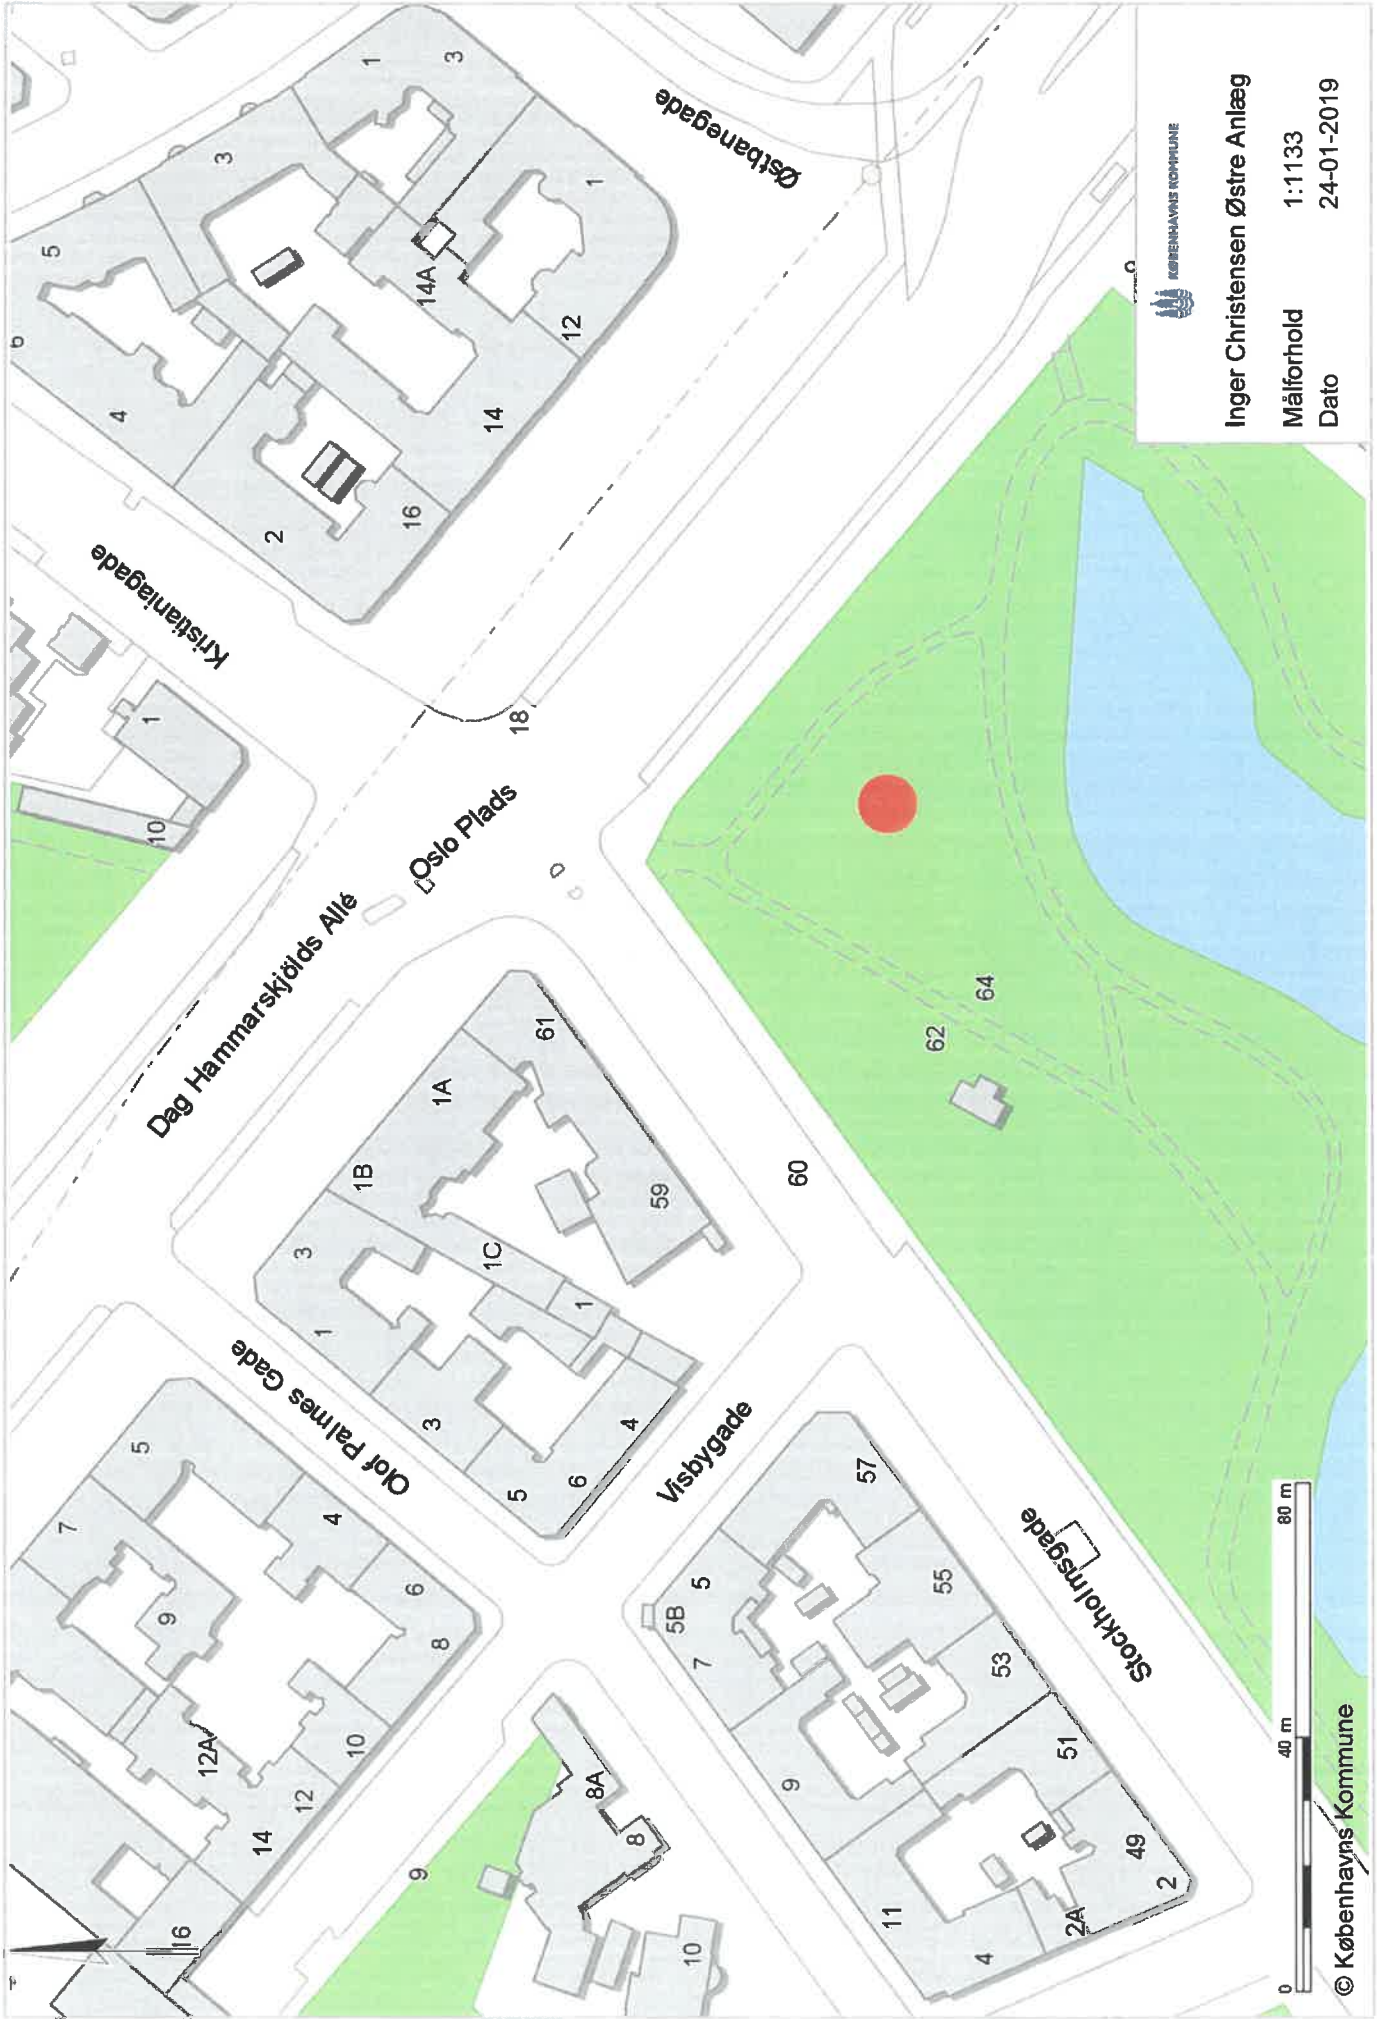 KØBENHAVNS KOMMUNE
Inger Christensen Østre Anlæg
Målforhold 1:1133
Dato 24-01-2019
Østbanegade
Kristianiagade
Oslo Plads
Dag Hammarskjölds Allé
Olof Palmes Gade
Visbygade
Stockholmsgade
1
3
3
5
6
4
2
16
14
14A
12
1
1
10
18
61
1A
1B
1C
3
1
3
5
6
4
1
59
60
62
64
5
7
9
4
6
8
10
12
12A
14
16
9
8A
8
10
5
5B
7
9
11
4
2A
2
49
51
53
55
57
0 40 m 80 m
© Københavns Kommune